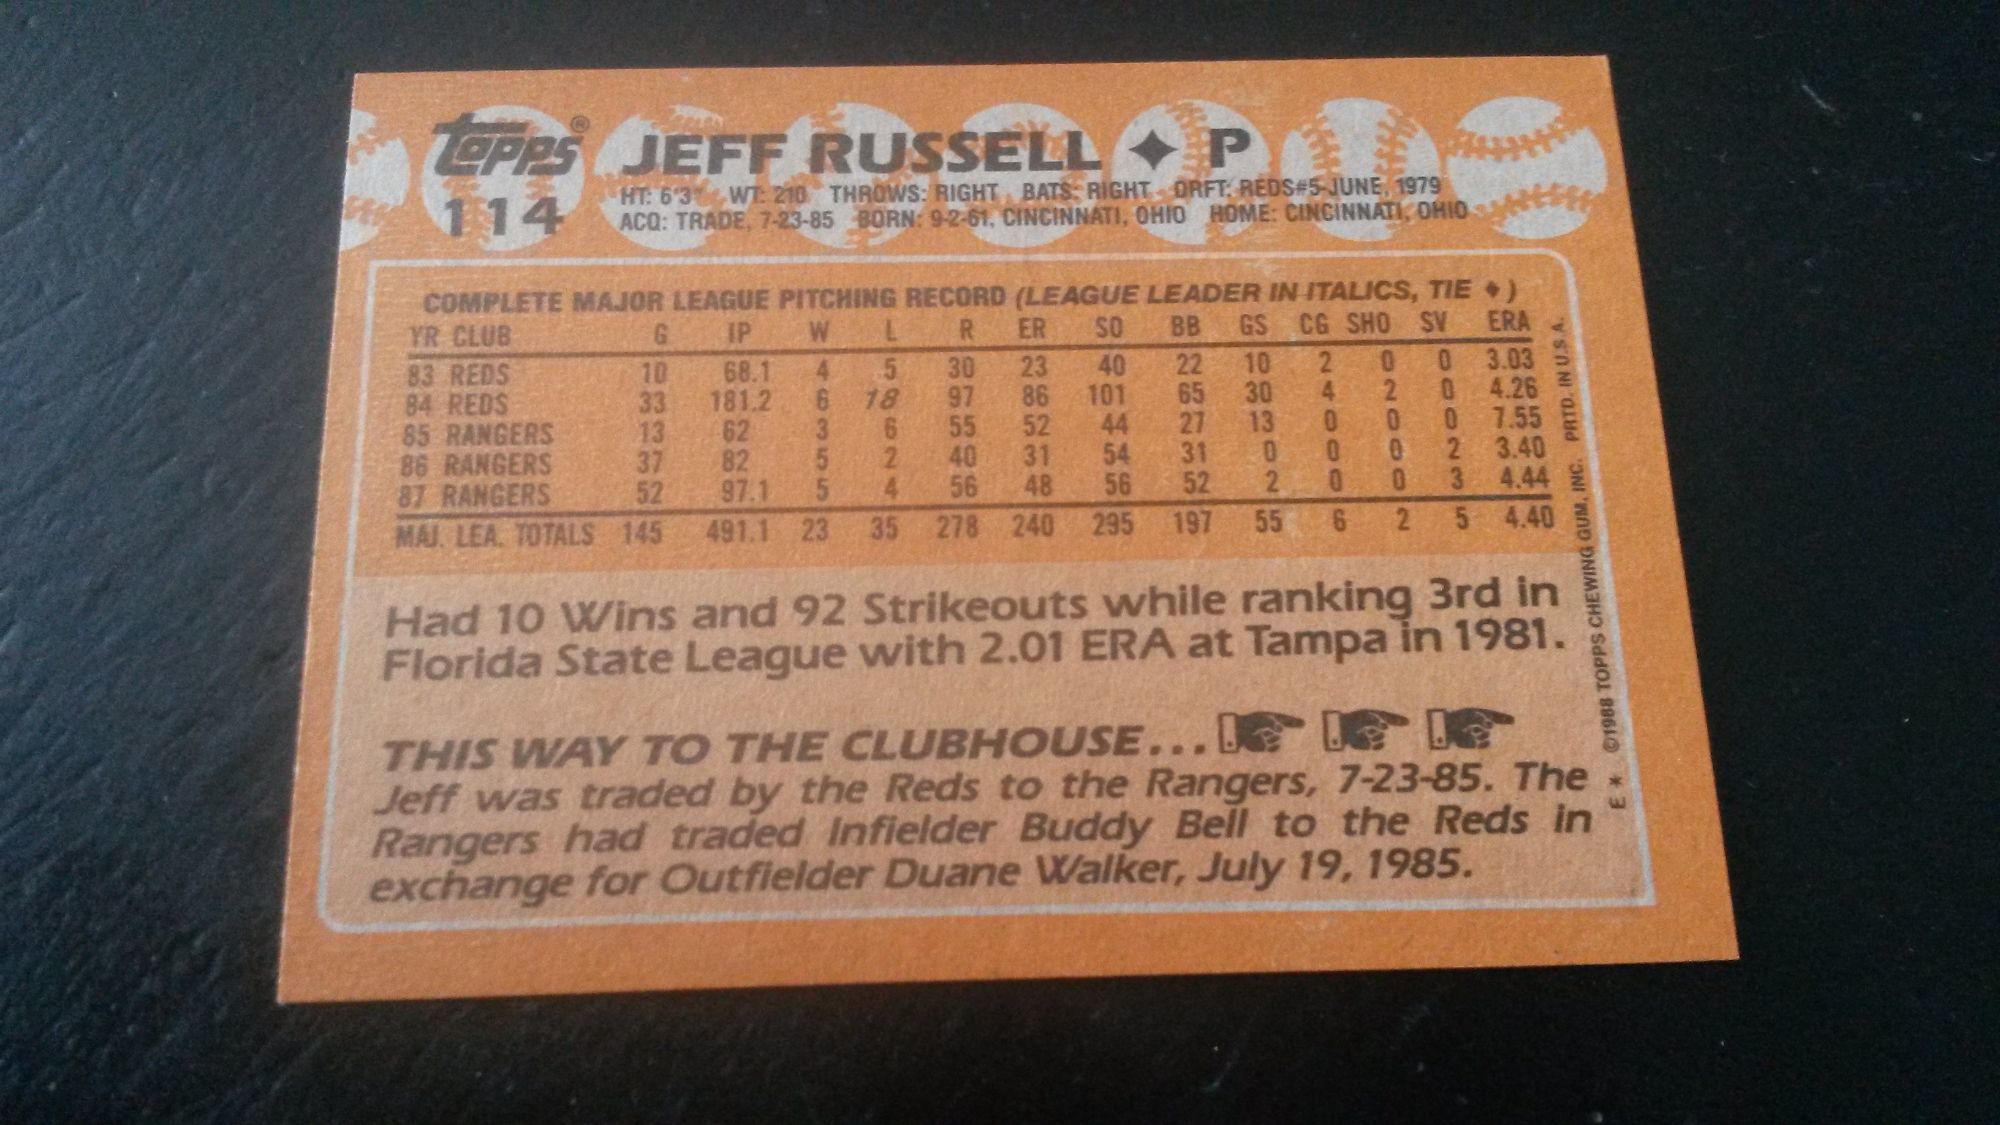 Topps® JEFF RUSSELL ✦ P
114
HT: 6'3" WT: 210 THROWS: RIGHT BATS: RIGHT DRFT: REDS#5-JUNE, 1979
ACQ: TRADE, 7-23-85 BORN: 9-2-61, CINCINNATI, OHIO HOME: CINCINNATI, OHIO
COMPLETE MAJOR LEAGUE PITCHING RECORD (LEAGUE LEADER IN ITALICS, TIE ♦)
YR CLUB G IP W L R ER SO BB GS CG SHO SV ERA
83 REDS 10 68.1 4 5 30 23 40 22 10 2 0 0 3.03
84 REDS 33 181.2 6 18 97 86 101 65 30 4 2 0 4.26
85 RANGERS 13 62 3 6 55 52 44 27 13 0 0 0 7.55
86 RANGERS 37 82 5 2 40 31 54 31 0 0 0 2 3.40
87 RANGERS 52 97.1 5 4 56 48 56 52 2 0 0 3 4.44
MAJ. LEA. TOTALS 145 491.1 23 35 278 240 295 197 55 6 2 5 4.40
Had 10 Wins and 92 Strikeouts while ranking 3rd in
Florida State League with 2.01 ERA at Tampa in 1981.
THIS WAY TO THE CLUBHOUSE...
Jeff was traded by the Reds to the Rangers, 7-23-85. The
Rangers had traded Infielder Buddy Bell to the Reds in
exchange for Outfielder Duane Walker, July 19, 1985.
E * ©1988 TOPPS CHEWING GUM, INC. PRTD. IN U.S.A.